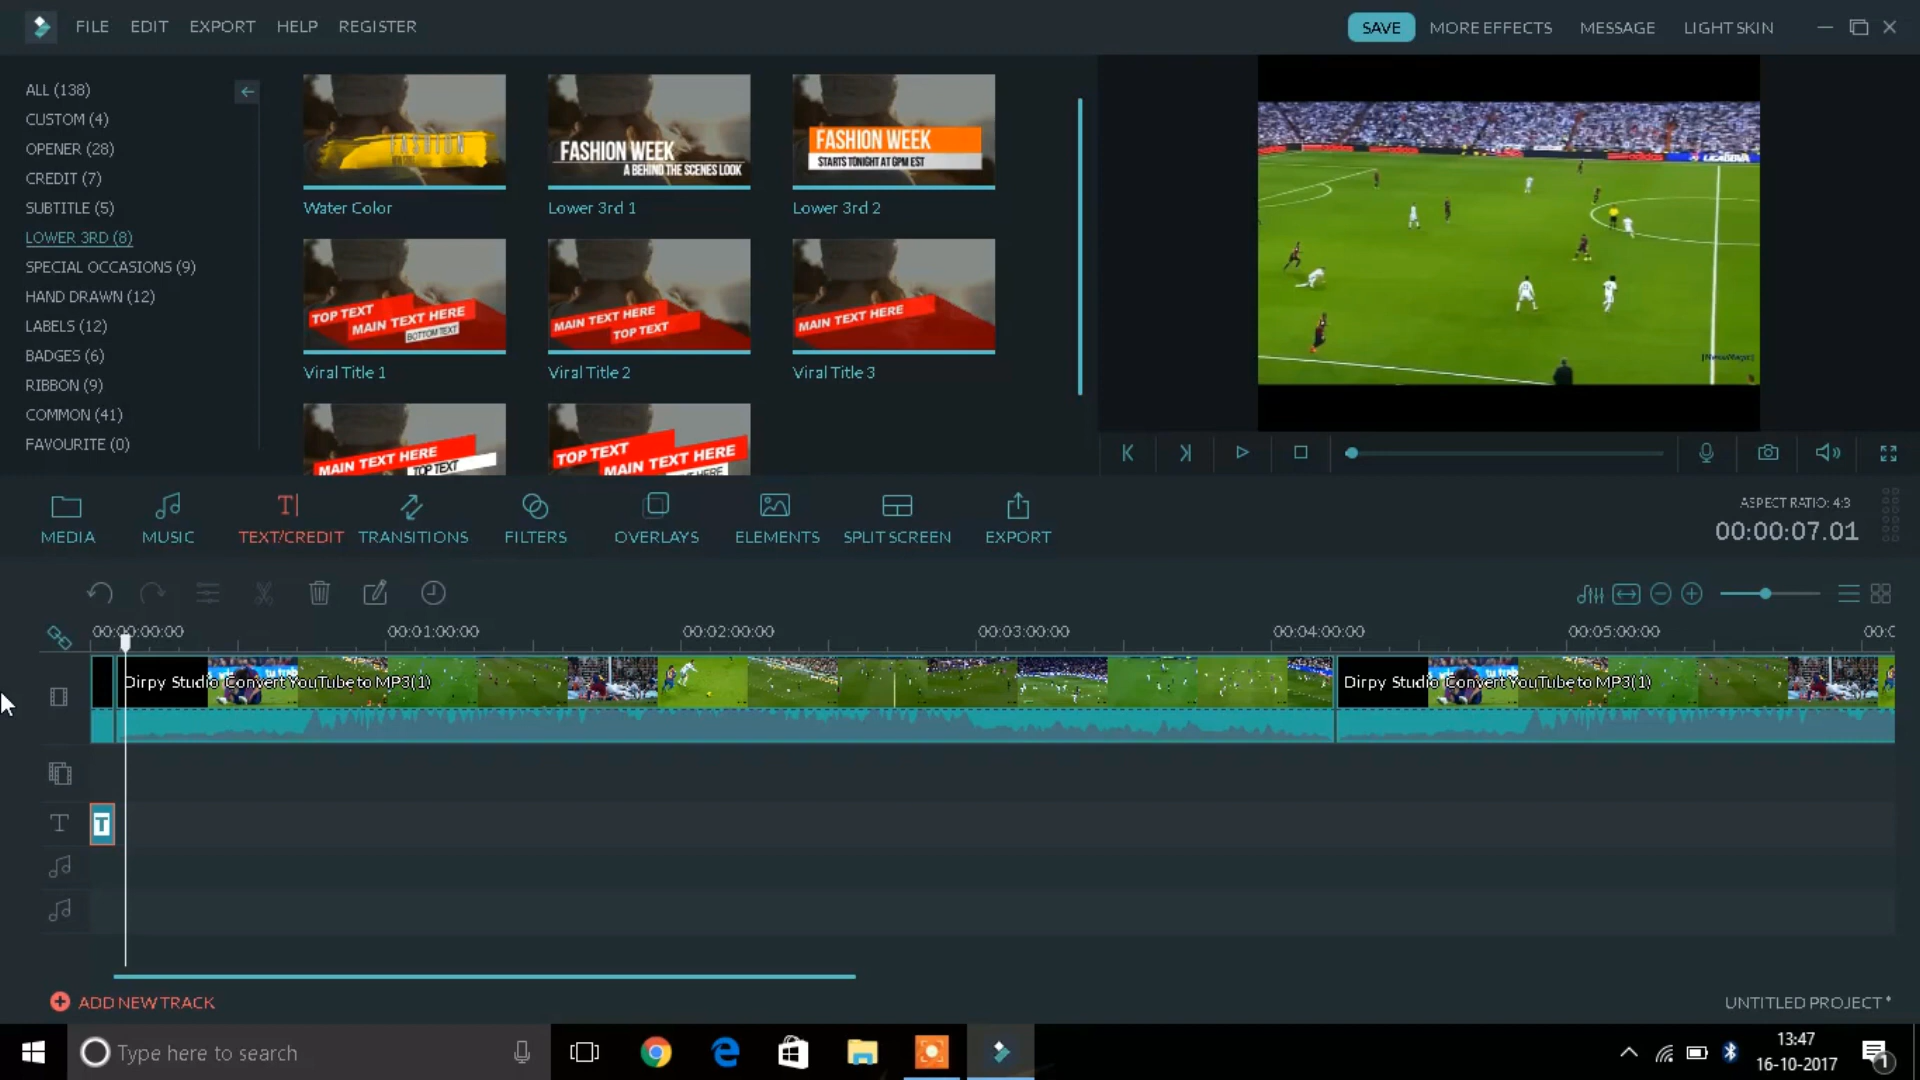 FILE EDIT EXPORT HELP REGISTER
SAVE MORE EFFECTS MESSAGE LIGHT SKIN
ALL (138)
CUSTOM (4)
OPENER (28)
CREDIT (7)
SUBTITLE (5)
LOWER 3RD (8)
SPECIAL OCCASIONS (9)
HAND DRAWN (12)
LABELS (12)
BADGES (6)
RIBBON (9)
COMMON (41)
FAVOURITE (0)
FASHION
Water Color
FASHION WEEK
A BEHIND THE SCENES LOOK
Lower 3rd 1
FASHION WEEK
STARTS TONIGHT AT 6PM EST
Lower 3rd 2
TOP TEXT
MAIN TEXT HERE
BOTTOM TEXT
Viral Title 1
MAIN TEXT HERE
TOP TEXT
Viral Title 2
MAIN TEXT HERE
Viral Title 3
MAIN TEXT HERE
TOP TEXT
TOP TEXT
MAIN TEXT HERE
MEDIA MUSIC TEXT/CREDIT TRANSITIONS FILTERS OVERLAYS ELEMENTS SPLIT SCREEN EXPORT
ASPECT RATIO: 4:3
00:00:07.01
00:00:00:00 00:01:00:00 00:02:00:00 00:03:00:00 00:04:00:00 00:05:00:00
Dirpy Studio Convert YouTube to MP3(1) Dirpy Studio Convert YouTube to MP3(1)
T
ADD NEW TRACK
UNTITLED PROJECT *
Type here to search
13:47
16-10-2017
1